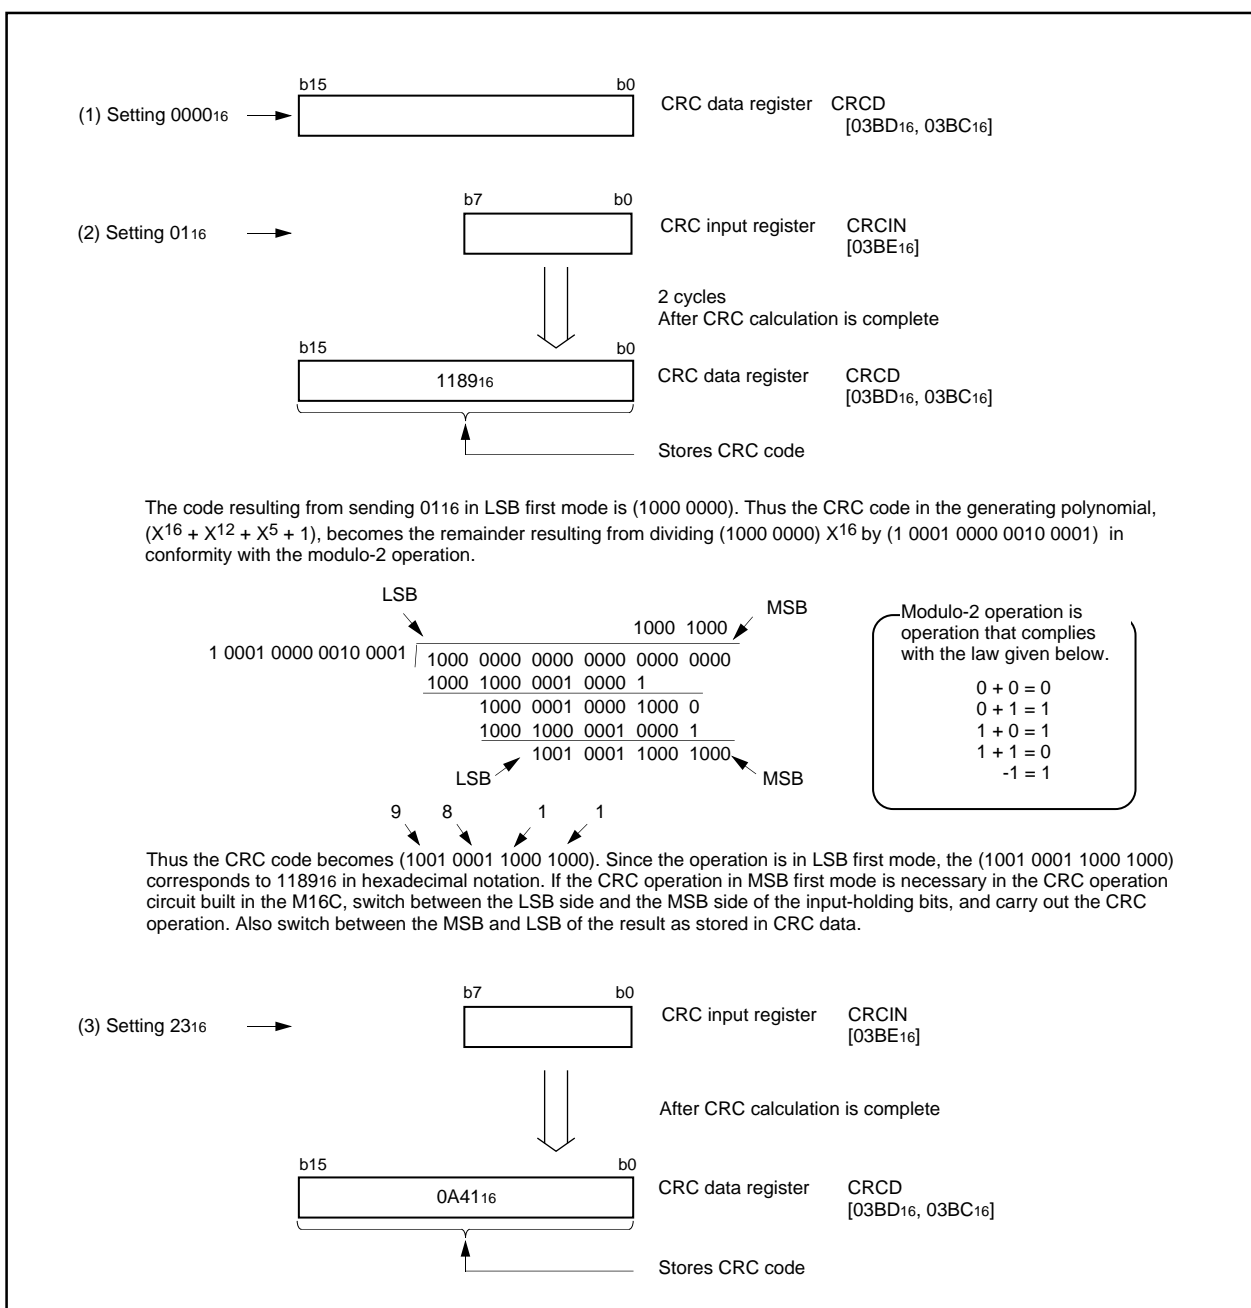 b15 b0
(1) Setting 000016 CRC data register CRCD
[03BD16, 03BC16]
b7 b0
(2) Setting 0116 CRC input register CRCIN
[03BE16]
2 cycles
After CRC calculation is complete
b15 b0
118916 CRC data register CRCD
[03BD16, 03BC16]
Stores CRC code
The code resulting from sending 0116 in LSB first mode is (1000 0000). Thus the CRC code in the generating polynomial,
(X16 + X12 + X5 + 1), becomes the remainder resulting from dividing (1000 0000) X16 by (1 0001 0000 0010 0001) in
conformity with the modulo-2 operation.
LSB MSB
1000 1000
1 0001 0000 0010 0001 1000 0000 0000 0000 0000 0000
1000 1000 0001 0000 1
1000 0001 0000 1000 0
1000 1000 0001 0000 1
1001 0001 1000 1000
LSB MSB
Modulo-2 operation is
operation that complies
with the law given below.
0 + 0 = 0
0 + 1 = 1
1 + 0 = 1
1 + 1 = 0
-1 = 1
9 8 1 1
Thus the CRC code becomes (1001 0001 1000 1000). Since the operation is in LSB first mode, the (1001 0001 1000 1000)
corresponds to 118916 in hexadecimal notation. If the CRC operation in MSB first mode is necessary in the CRC operation
circuit built in the M16C, switch between the LSB side and the MSB side of the input-holding bits, and carry out the CRC
operation. Also switch between the MSB and LSB of the result as stored in CRC data.
b7 b0
(3) Setting 2316 CRC input register CRCIN
[03BE16]
After CRC calculation is complete
b15 b0
0A4116 CRC data register CRCD
[03BD16, 03BC16]
Stores CRC code